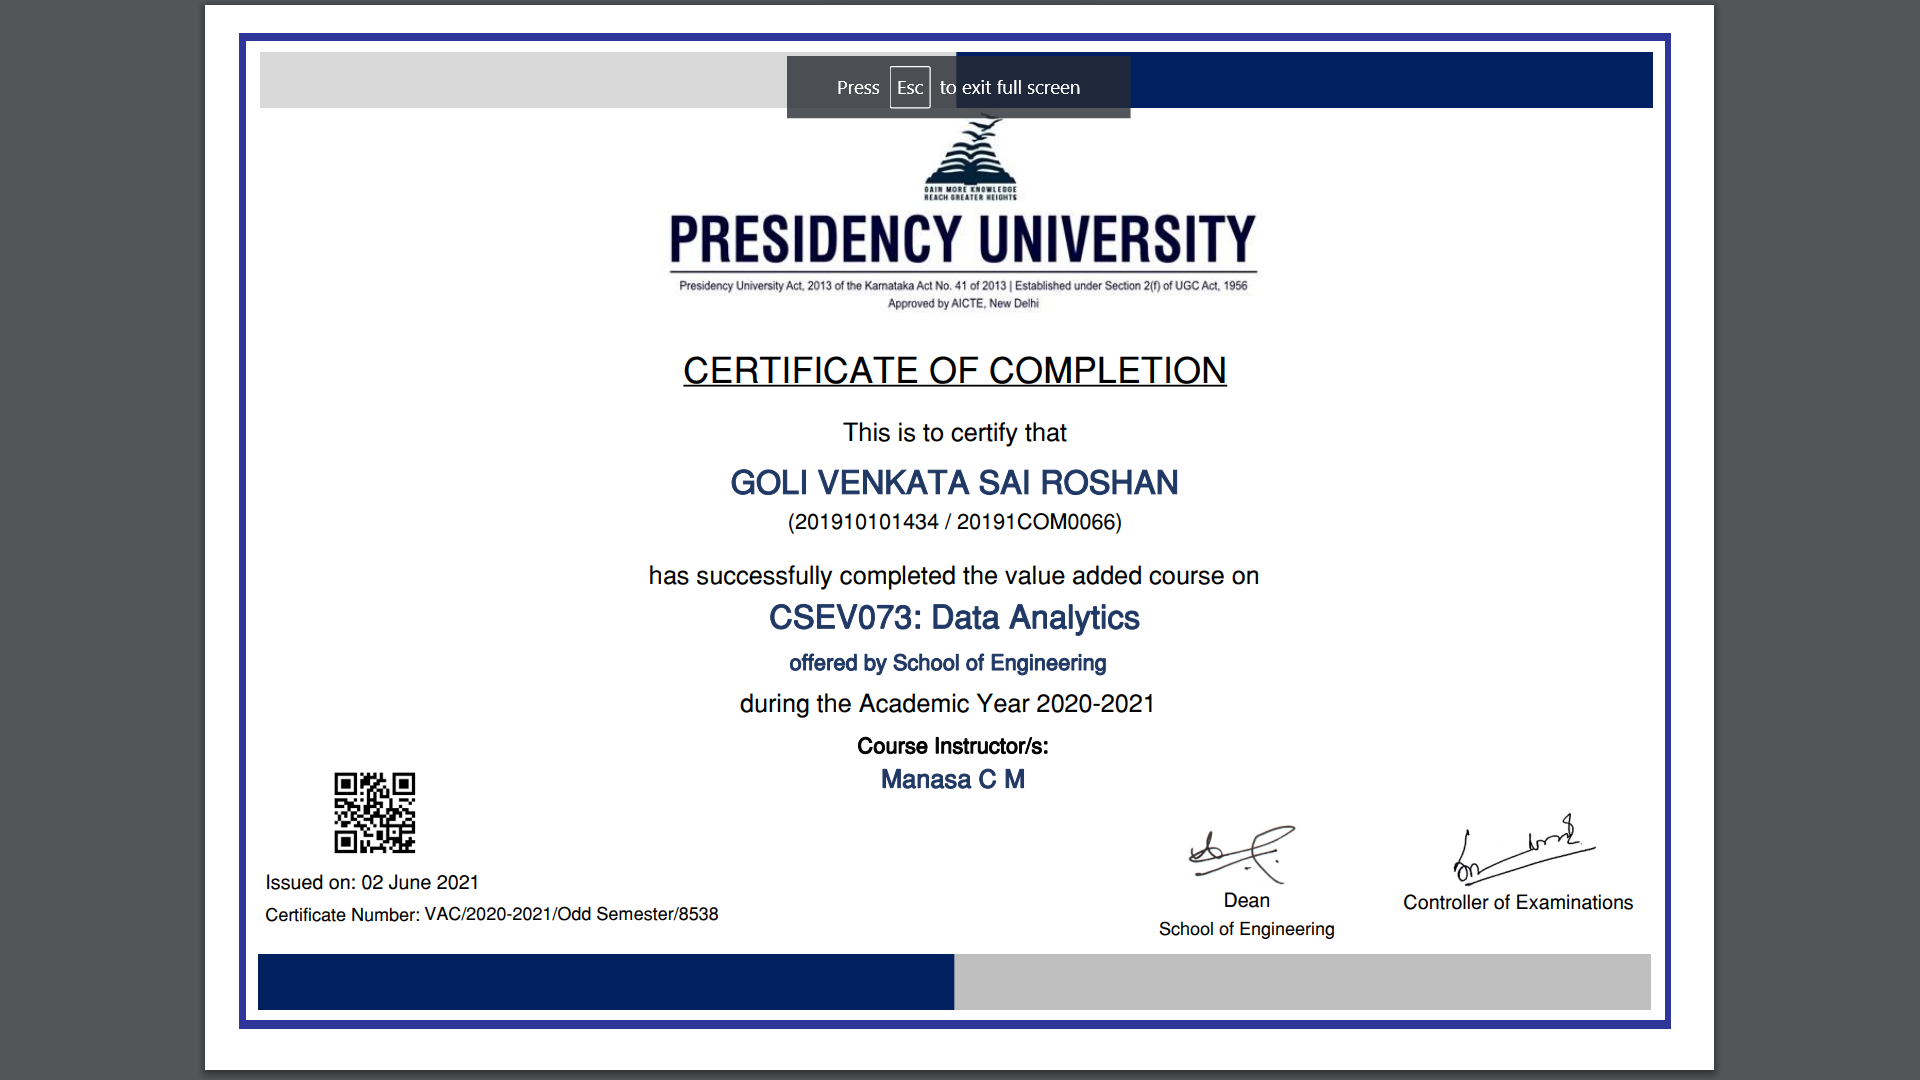 Press Esc to exit full screen
GAIN MORE KNOWLEDGE
REACH GREATER HEIGHTS
PRESIDENCY UNIVERSITY
Presidency University Act, 2013 of the Karnataka Act No. 41 of 2013 | Established under Section 2(f) of UGC Act, 1956
Approved by AICTE, New Delhi
CERTIFICATE OF COMPLETION
This is to certify that
GOLI VENKATA SAI ROSHAN
(201910101434 / 20191COM0066)
has successfully completed the value added course on
CSEV073: Data Analytics
offered by School of Engineering
during the Academic Year 2020-2021
Course Instructor/s:
Manasa C M
Issued on: 02 June 2021
Certificate Number: VAC/2020-2021/Odd Semester/8538
Dean
School of Engineering
Controller of Examinations